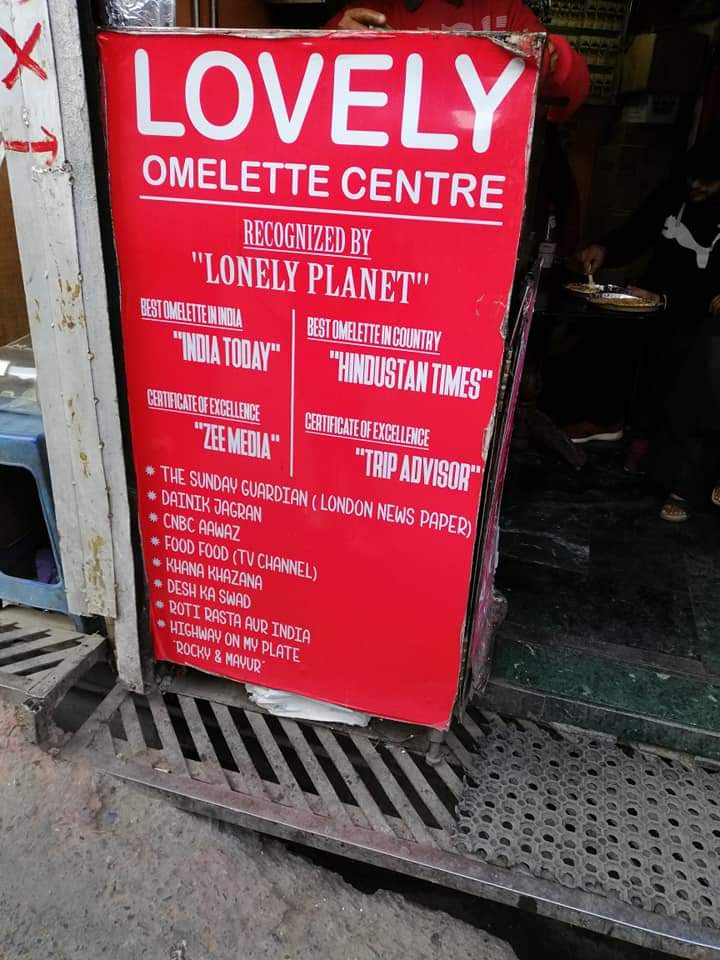 LOVELY
OMELETTE CENTRE
RECOGNIZED BY
"LONELY PLANET"
BEST OMELETTE IN INDIA
"INDIA TODAY"
BEST OMELETTE IN COUNTRY
"HINDUSTAN TIMES"
CERTIFICATE OF EXCELLENCE
"ZEE MEDIA"
CERTIFICATE OF EXCELLENCE
"TRIP ADVISOR"
* THE SUNDAY GUARDIAN ( LONDON NEWS PAPER)
* DAINIK JAGRAN
* CNBC AAWAZ
* FOOD FOOD (TV CHANNEL)
* KHANA KHAZANA
* DESH KA SWAD
* ROTI RASTA AUR INDIA
* HIGHWAY ON MY PLATE
"ROCKY & MAYUR"